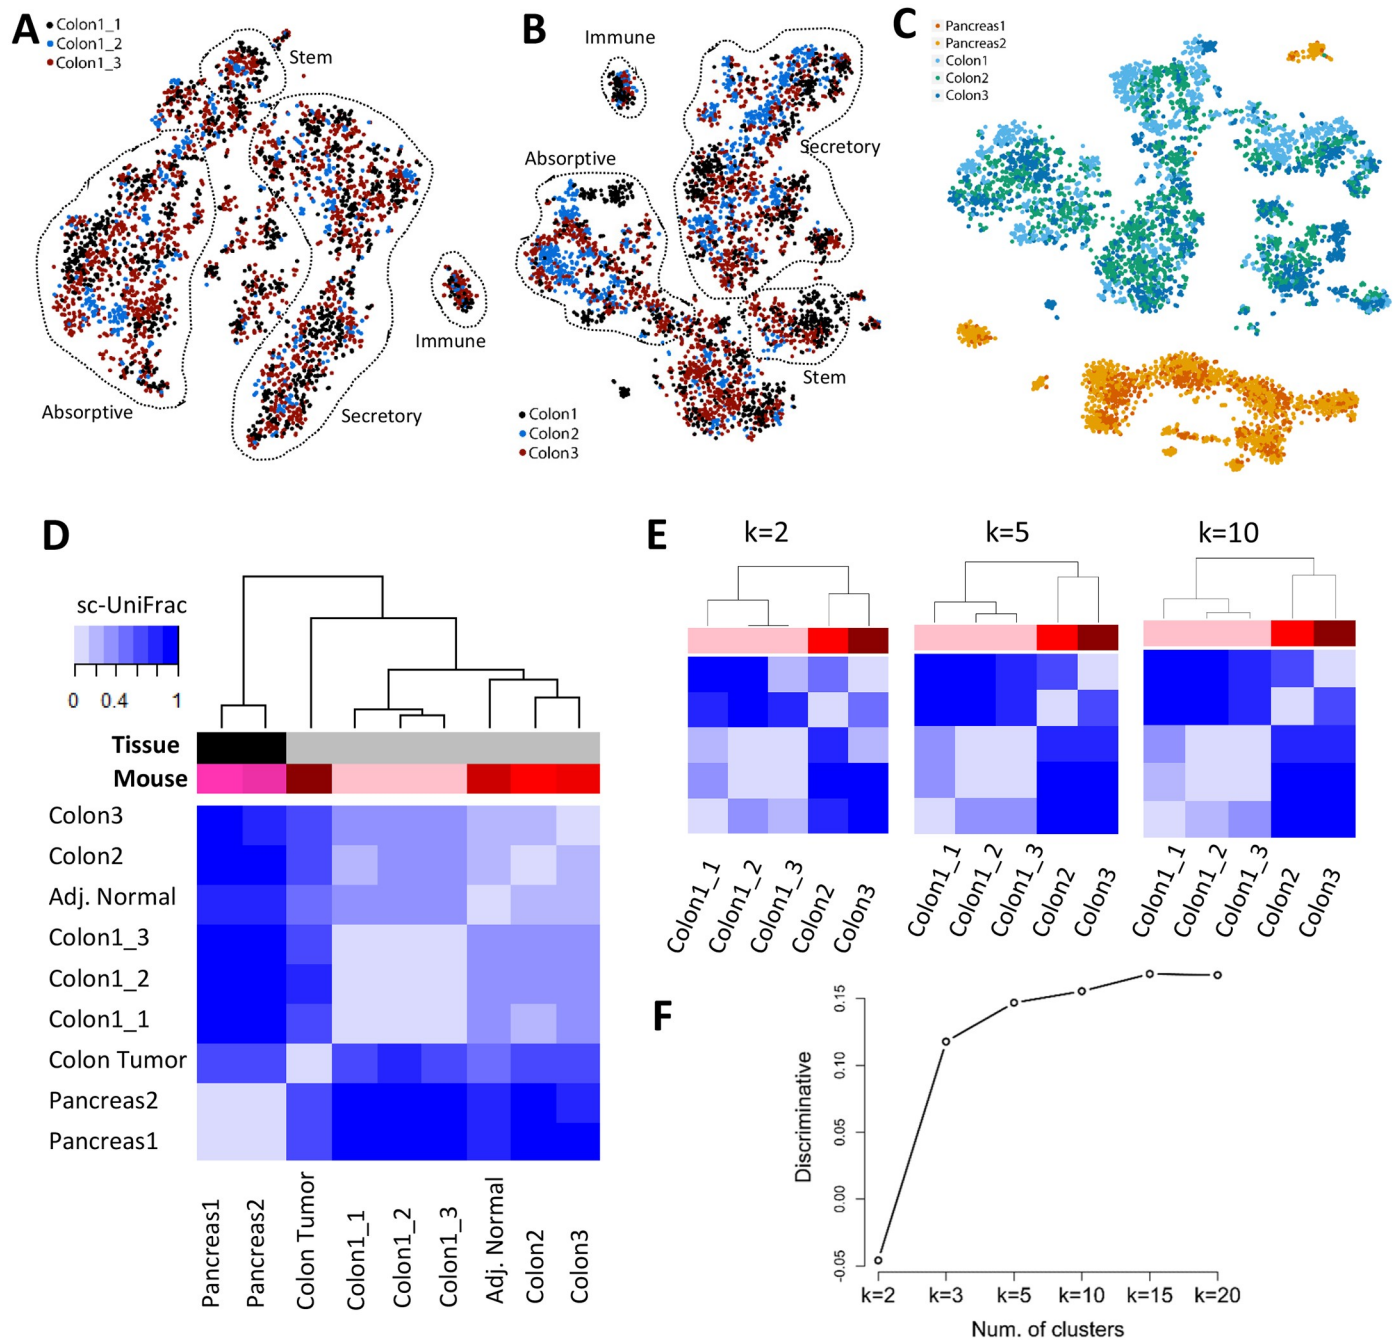 A
Colon1_1
Colon1_2
Colon1_3
Stem
Immune
Absorptive
Secretory
B
Immune
Absorptive
Secretory
Stem
Colon1
Colon2
Colon3
C
Pancreas1
Pancreas2
Colon1
Colon2
Colon3
D
sc-UniFrac
0 0.4 1
Tissue
Mouse
Colon3
Colon2
Adj. Normal
Colon1_3
Colon1_2
Colon1_1
Colon Tumor
Pancreas2
Pancreas1
Pancreas1
Pancreas2
Colon Tumor
Colon1_1
Colon1_2
Colon1_3
Adj. Normal
Colon2
Colon3
E
k=2
k=5
k=10
Colon1_1
Colon1_2
Colon1_3
Colon2
Colon3
Colon1_1
Colon1_2
Colon1_3
Colon2
Colon3
Colon1_1
Colon1_2
Colon1_3
Colon2
Colon3
F
Discriminative
0.15
0.10
0.05
0.00
-0.05
k=2 k=3 k=5 k=10 k=15 k=20
Num. of clusters